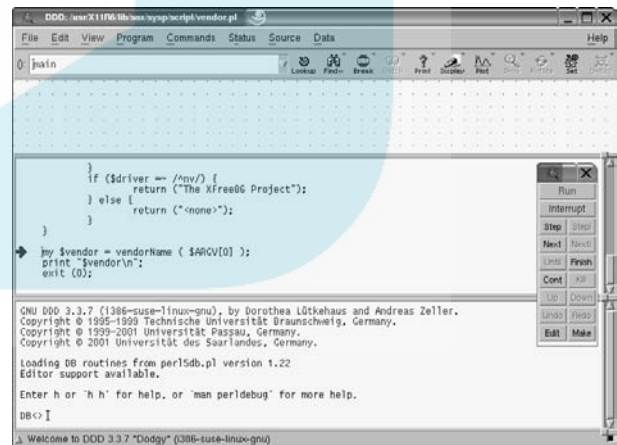 DDD: /usr/X11R6/lib/sax/sysp/script/vendor.pl
File Edit View Program Commands Status Source Data Help
0: main
Lookup Find>> Break Print Display Plot Rotate Set
}
if ($driver =~ /^nv/) {
return ("The XFree86 Project");
} else {
return ("<none>");
}
}
my $vendor = vendorName ( $ARGV[0] );
print "$vendor\n";
exit (0);
Run
Interrupt
Step Stepi
Next Nexti
Until Finish
Cont Kill
Up Down
Undo Redo
Edit Make
GNU DDD 3.3.7 (i386-suse-linux-gnu), by Dorothea Lütkehaus and Andreas Zeller.
Copyright © 1995-1999 Technische Universität Braunschweig, Germany.
Copyright © 1999-2001 Universität Passau, Germany.
Copyright © 2001 Universität des Saarlandes, Germany.
Loading DB routines from perl5db.pl version 1.22
Editor support available.
Enter h or `h h' for help, or `man perldebug' for more help.
DB<>
Welcome to DDD 3.3.7 "Dodgy" (i386-suse-linux-gnu)